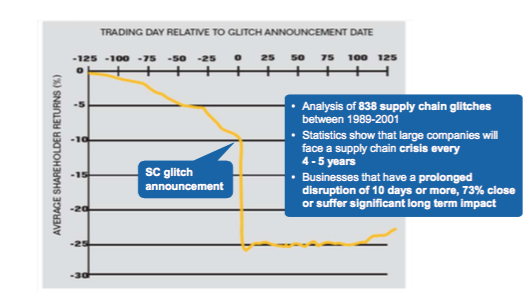 TRADING DAY RELATIVE TO GLITCH ANNOUNCEMENT DATE
-125 -100 -75 -50 -25 0 25 50 75 100 125
AVERAGE SHAREHOLDER RETURNS (%)
0
-5
-10
-15
-20
-25
-30
SC glitch
announcement
• Analysis of 838 supply chain glitches
between 1989-2001
• Statistics show that large companies will
face a supply chain crisis every
4 - 5 years
• Businesses that have a prolonged
disruption of 10 days or more, 73% close
or suffer significant long term impact